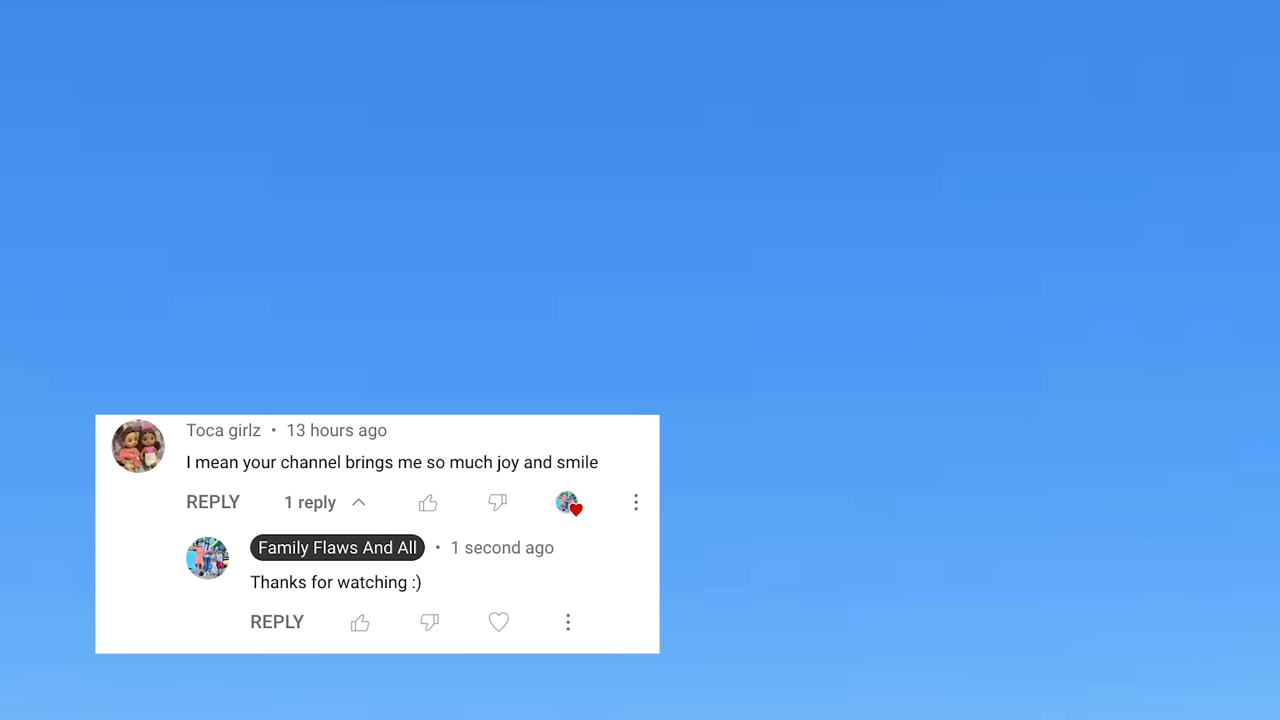 Toca girlz • 13 hours ago
I mean your channel brings me so much joy and smile
REPLY 1 reply
Family Flaws And All • 1 second ago
Thanks for watching :)
REPLY